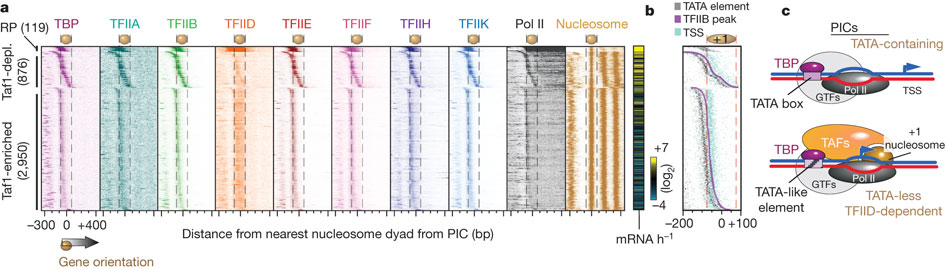 a
TBP TFIIA TFIIB TFIID TFIIE TFIIF TFIIH TFIIK Pol II Nucleosome
RP (119)
Taf1-depl.
(876)
Taf1-enriched
(2,950)
−300 0 +400
Distance from nearest nucleosome dyad from PIC (bp)
Gene orientation
+7
(log2)
−4
mRNA h−1
b
TATA element
TFIIB peak
TSS
+1
−200 0 +100
c
PICs
TATA-containing
TBP
Pol II
TATA box
GTFs
TSS
TAFs
+1
nucleosome
TBP
Pol II
TATA-like
element
GTFs
TATA-less
TFIID-dependent